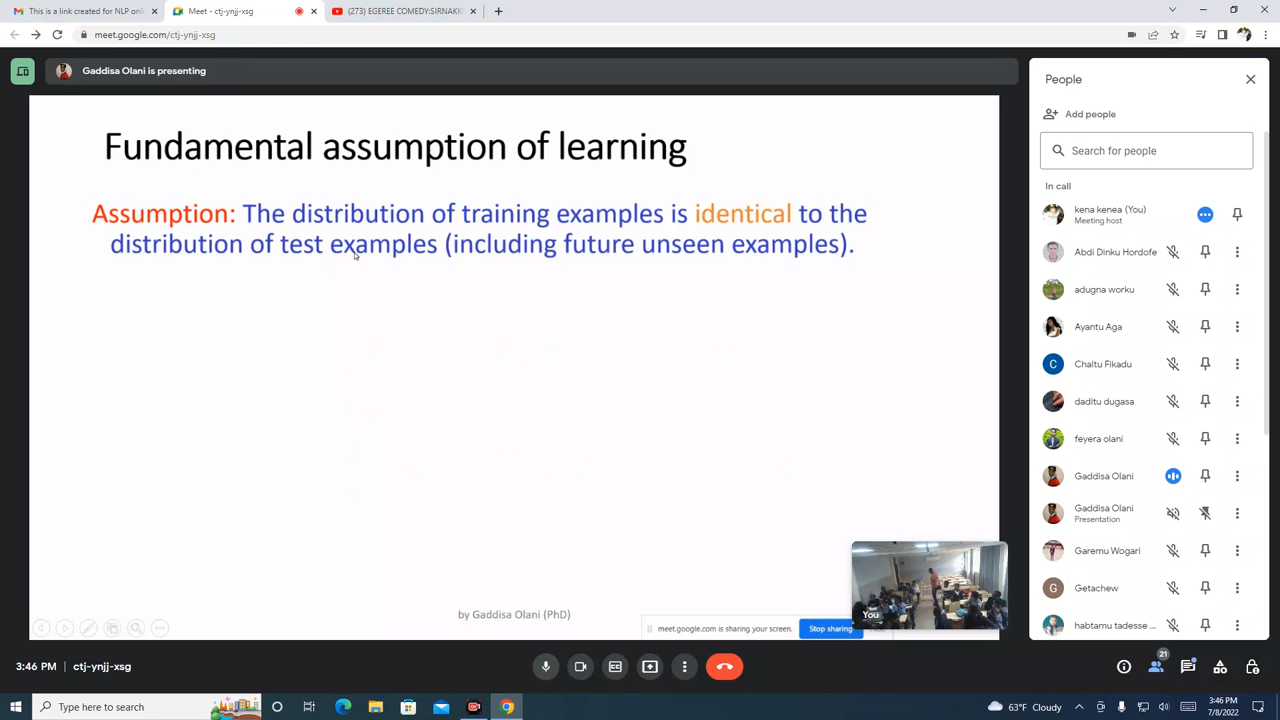 This is a link created for NLP onl
Meet - ctj-ynjj-xsg
(273) EGEREE COMEDY:SIRNAKK
meet.google.com/ctj-ynjj-xsg
Gaddisa Olani is presenting
Fundamental assumption of learning
Assumption: The distribution of training examples is identical to the
distribution of test examples (including future unseen examples).
by Gaddisa Olani (PhD)
meet.google.com is sharing your screen.
Stop sharing
You
People
Add people
Search for people
In call
kena kenea (You)
Meeting host
Abdi Dinku Hordofe
adugna worku
Ayantu Aga
C
Chaltu Fikadu
daditu dugasa
feyera olani
Gaddisa Olani
Gaddisa Olani
Presentation
Garemu Wogari
G
Getachew
habtamu tadesse ...
3:46 PM
ctj-ynjj-xsg
21
Type here to search
63°F Cloudy
3:46 PM
7/8/2022